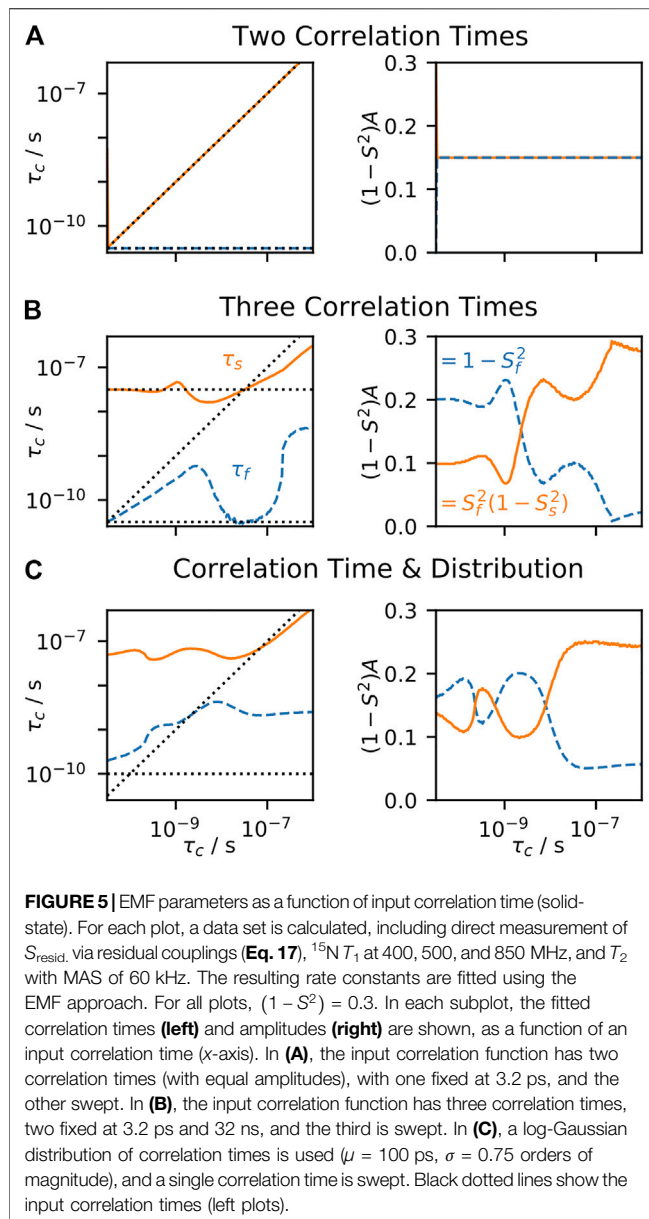 A Two Correlation Times
10⁻⁷
10⁻¹⁰
τc / s
0.3
0.2
0.1
0.0
(1 − S²)A
B Three Correlation Times
10⁻⁷
10⁻¹⁰
τc / s
τs
τf
0.3
0.2
0.1
0.0
(1 − S²)A
= 1 − Sf²
= Sf²(1 − Ss²)
C Correlation Time & Distribution
10⁻⁷
10⁻¹⁰
τc / s
10⁻⁹ 10⁻⁷
τc / s
0.3
0.2
0.1
0.0
(1 − S²)A
10⁻⁹ 10⁻⁷
τc / s
FIGURE 5 | EMF parameters as a function of input correlation time (solid-
state). For each plot, a data set is calculated, including direct measurement of
Sresid. via residual couplings (Eq. 17), ¹⁵N T₁ at 400, 500, and 850 MHz, and T₂
with MAS of 60 kHz. The resulting rate constants are fitted using the
EMF approach. For all plots, (1 − S²) = 0.3. In each subplot, the fitted
correlation times (left) and amplitudes (right) are shown, as a function of an
input correlation time (x-axis). In (A), the input correlation function has two
correlation times (with equal amplitudes), with one fixed at 3.2 ps, and the
other swept. In (B), the input correlation function has three correlation times,
two fixed at 3.2 ps and 32 ns, and the third is swept. In (C), a log-Gaussian
distribution of correlation times is used (μ = 100 ps, σ = 0.75 orders of
magnitude), and a single correlation time is swept. Black dotted lines show the
input correlation times (left plots).